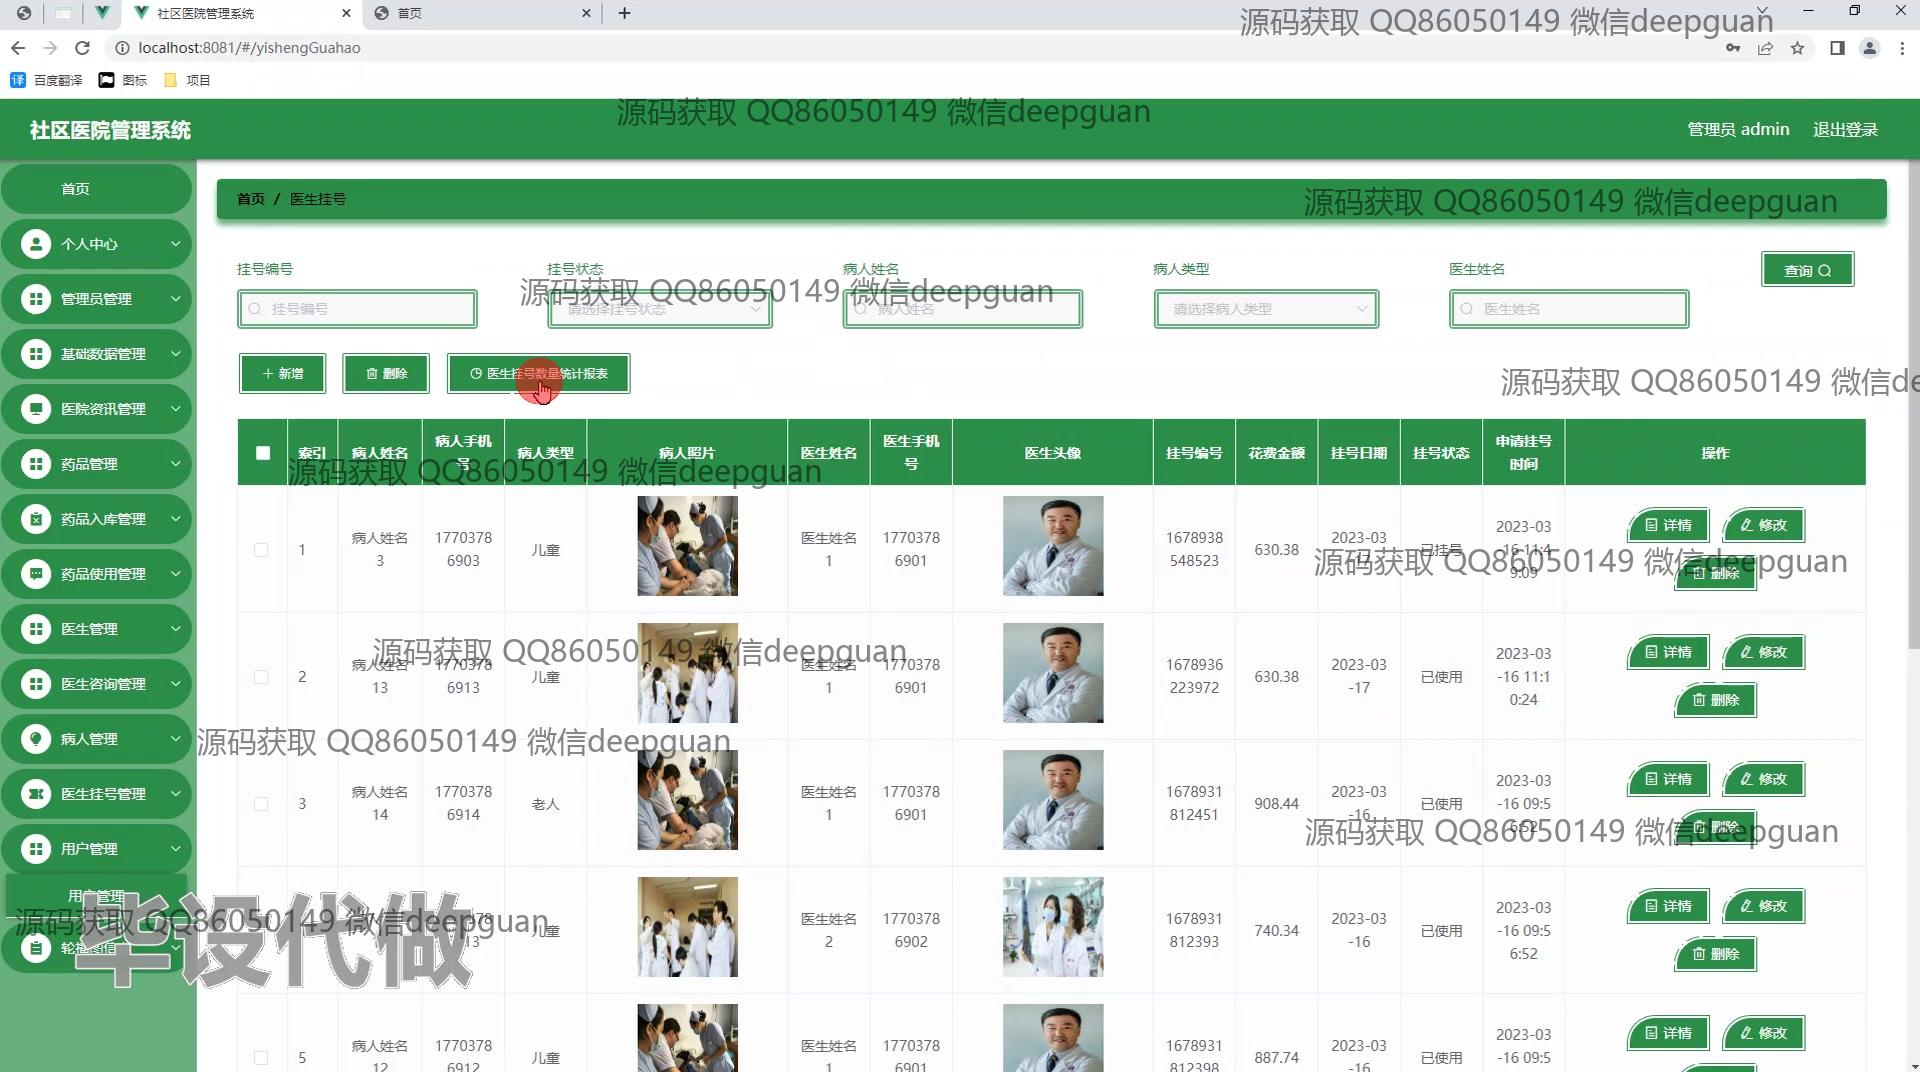 社区医院管理系统
首页
源码获取 QQ86050149 微信deepguan
localhost:8081/#/yishengGuahao
百度翻译
图标
项目
源码获取 QQ86050149 微信deepguan
社区医院管理系统
管理员 admin
退出登录
首页
个人中心
管理员管理
基础数据管理
医院资讯管理
药品管理
药品入库管理
药品使用管理
医生管理
医生咨询管理
病人管理
医生挂号管理
用户管理
用户管理
首页 / 医生挂号
源码获取 QQ86050149 微信deepguan
挂号编号
挂号状态
病人姓名
病人类型
医生姓名
查询
源码获取 QQ86050149 微信deepguan
挂号编号
请选择挂号状态
病人姓名
请选择病人类型
医生姓名
新增
删除
医生挂号数量统计报表
源码获取 QQ86050149 微信de
索引 病人姓名 病人手机号 病人类型 病人照片 医生姓名 医生手机号 医生头像 挂号编号 花费金额 挂号日期 挂号状态 申请挂号时间 操作
源码获取 QQ86050149 微信deepguan
1 病人姓名3 17703786903 儿童 医生姓名1 17703786901 1678938548523 630.38 2023-03-17 已挂号 2023-03-16 11:49:09 详情 修改 删除
源码获取 QQ86050149 微信deepguan
2 病人姓名13 17703786913 儿童 医生姓名1 17703786901 1678936223972 630.38 2023-03-17 已使用 2023-03-16 11:10:24 详情 修改 删除
源码获取 QQ86050149 微信deepguan
源码获取 QQ86050149 微信deepguan
3 病人姓名14 17703786914 老人 医生姓名1 17703786901 1678931812451 908.44 2023-03-16 已使用 2023-03-16 09:56:52 详情 修改 删除
源码获取 QQ86050149 微信deepguan
儿童 医生姓名2 17703786902 1678931812393 740.34 2023-03-16 已使用 2023-03-16 09:56:52 详情 修改 删除
源码获取 QQ86050149 微信deepguan
毕设代做
5 病人姓名12 17703786912 儿童 医生姓名1 17703786901 1678931812398 887.74 2023-03-16 已使用 2023-03-16 09:5 详情 修改